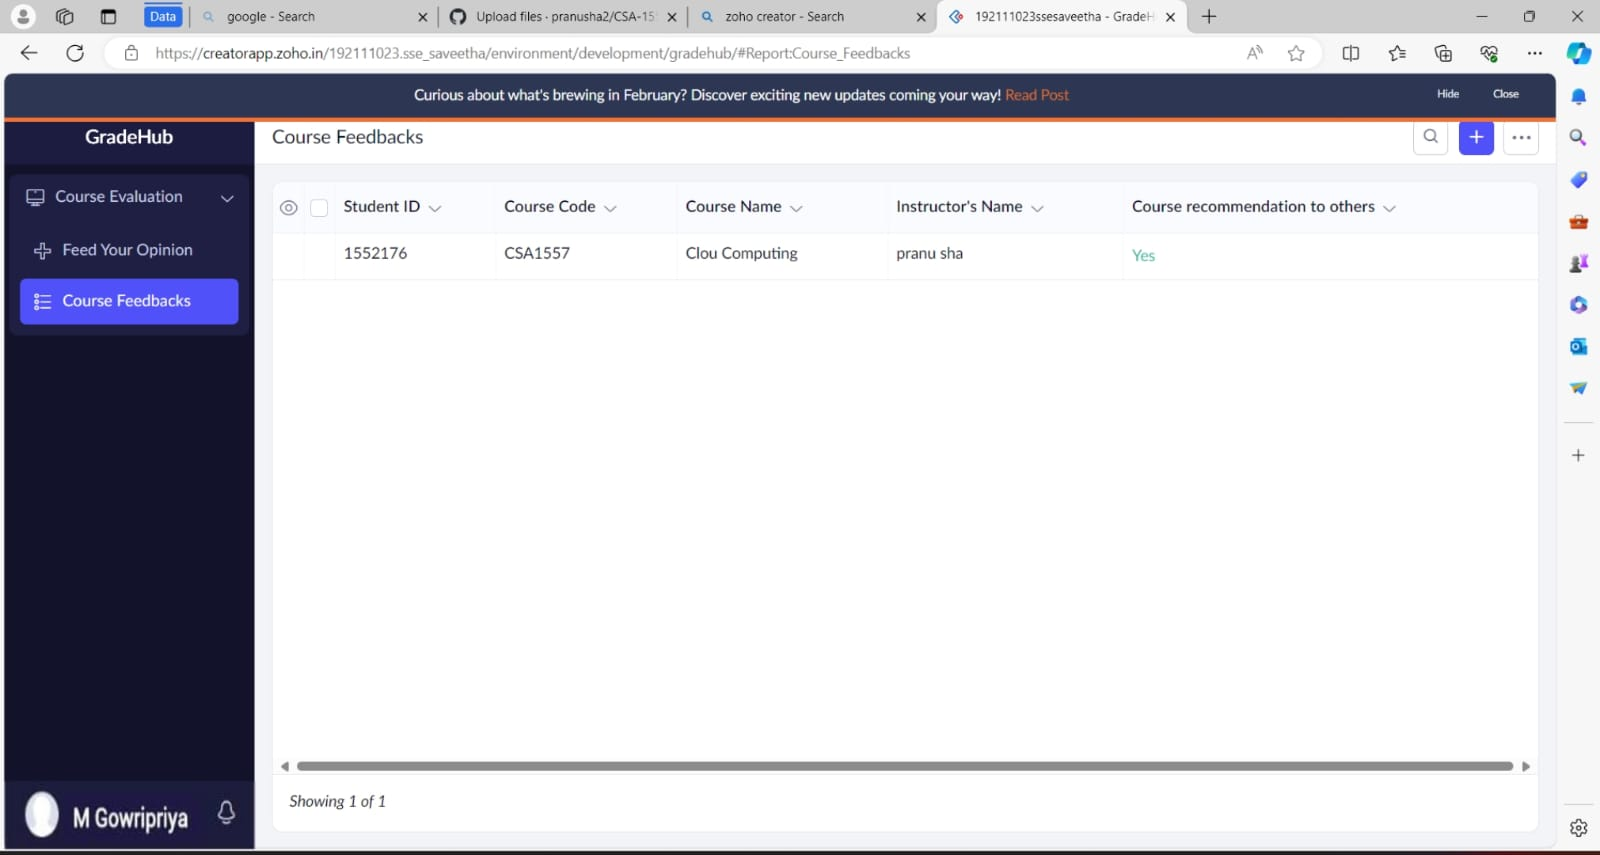 Data
google - Search
Upload files · pranusha2/CSA-15
zoho creator - Search
192111023ssesaveetha - GradeH
https://creatorapp.zoho.in/192111023.sse_saveetha/environment/development/gradehub/#Report:Course_Feedbacks
Curious about what's brewing in February? Discover exciting new updates coming your way! Read Post
Hide
Close
GradeHub
Course Feedbacks
Course Evaluation
Feed Your Opinion
Course Feedbacks
Student ID
Course Code
Course Name
Instructor's Name
Course recommendation to others
1552176
CSA1557
Clou Computing
pranu sha
Yes
Showing 1 of 1
M Gowripriya